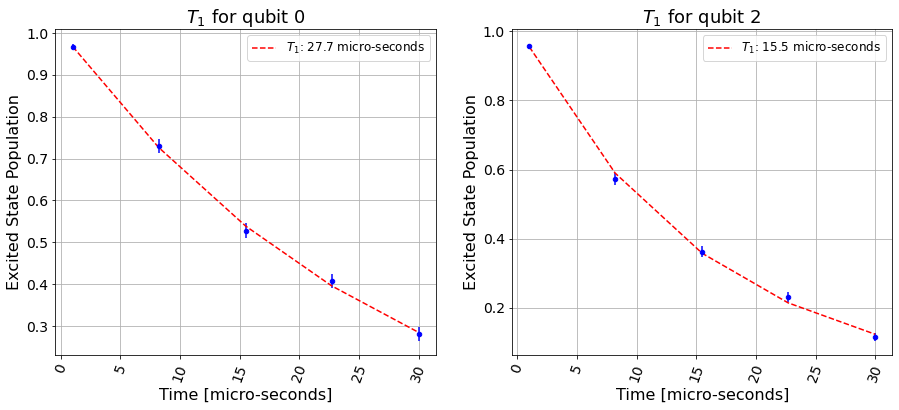 T₁ for qubit 0
T₁: 27.7 micro-seconds
Excited State Population
1.0
0.9
0.8
0.7
0.6
0.5
0.4
0.3
0 5 10 15 20 25 30
Time [micro-seconds]
T₁ for qubit 2
T₁: 15.5 micro-seconds
Excited State Population
1.0
0.8
0.6
0.4
0.2
0 5 10 15 20 25 30
Time [micro-seconds]